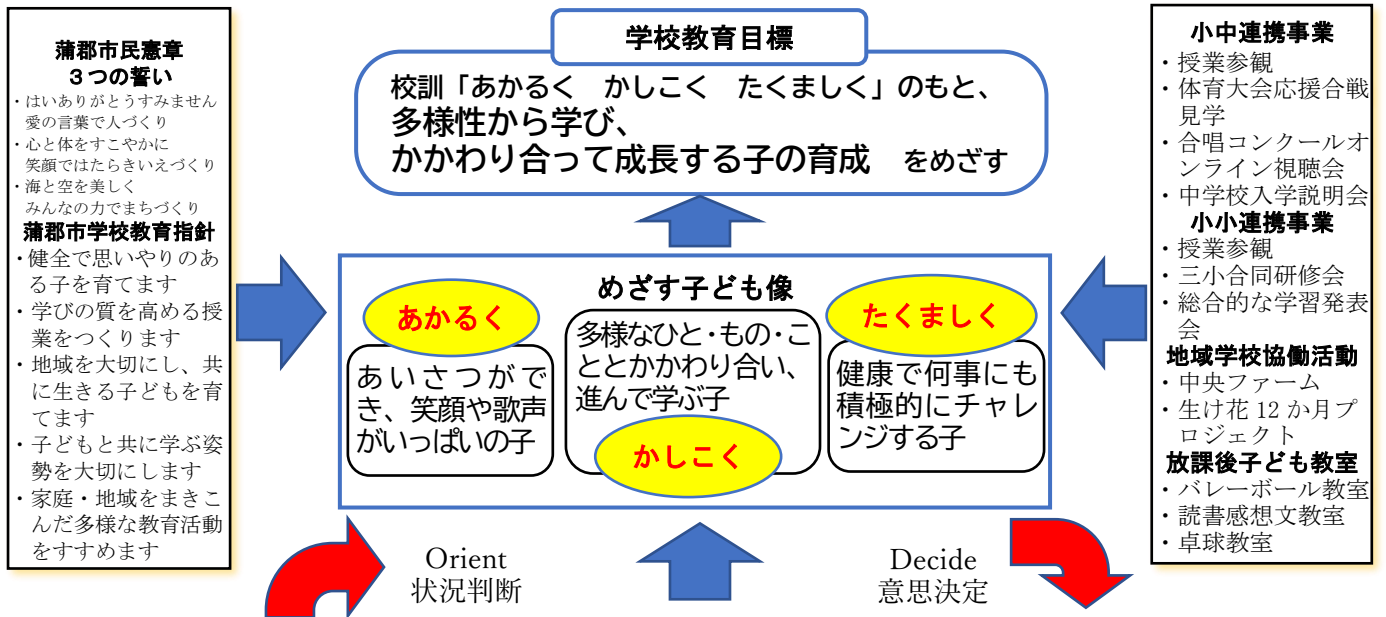 蒲郡市民憲章
3つの誓い
・はいありがとうすみません
愛の言葉で人づくり
・心と体をすこやかに
笑顔ではたらきいえづくり
・海と空を美しく
みんなの力でまちづくり
蒲郡市学校教育指針
・健全で思いやりのあ
る子を育てます
・学びの質を高める授
業をつくります
・地域を大切にし、共
に生きる子どもを育
てます
・子どもと共に学ぶ姿
勢を大切にします
・家庭・地域をまきこ
んだ多様な教育活動
をすすめます
学校教育目標
校訓「あかるく　かしこく　たくましく」のもと、
多様性から学び、
かかわり合って成長する子の育成　をめざす
めざす子ども像
あかるく
あいさつがで
き、笑顔や歌声
がいっぱいの子
多様なひと・もの・こ
ととかかわり合い、
進んで学ぶ子
かしこく
たくましく
健康で何事にも
積極的にチャレ
ンジする子
Orient
状況判断
Decide
意思決定
小中連携事業
・授業参観
・体育大会応援合戦
見学
・合唱コンクールオ
ンライン視聴会
・中学校入学説明会
小小連携事業
・授業参観
・三小合同研修会
・総合的な学習発表
会
地域学校協働活動
・中央ファーム
・生け花 12 か月プ
ロジェクト
放課後子ども教室
・バレーボール教室
・読書感想文教室
・卓球教室